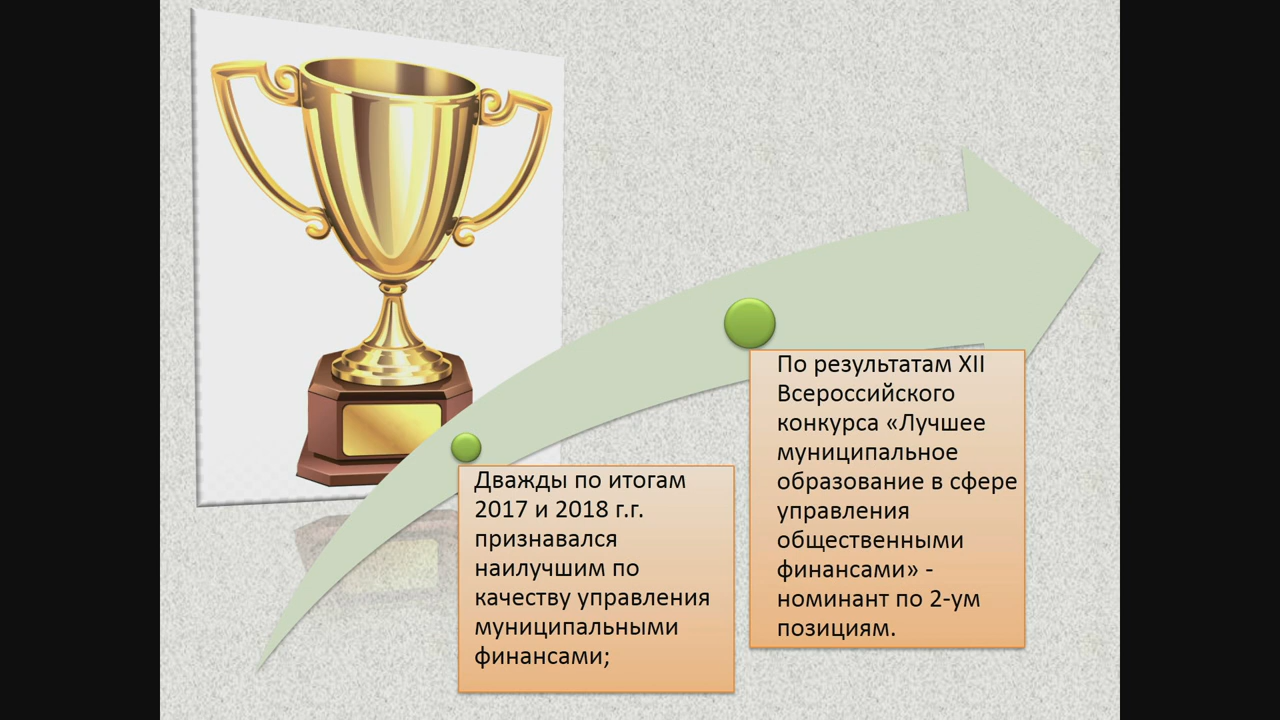 Дважды по итогам
2017 и 2018 г.г.
признавался
наилучшим по
качеству управления
муниципальными
финансами;
По результатам XII
Всероссийского
конкурса «Лучшее
муниципальное
образование в сфере
управления
общественными
финансами» -
номинант по 2-ум
позициям.